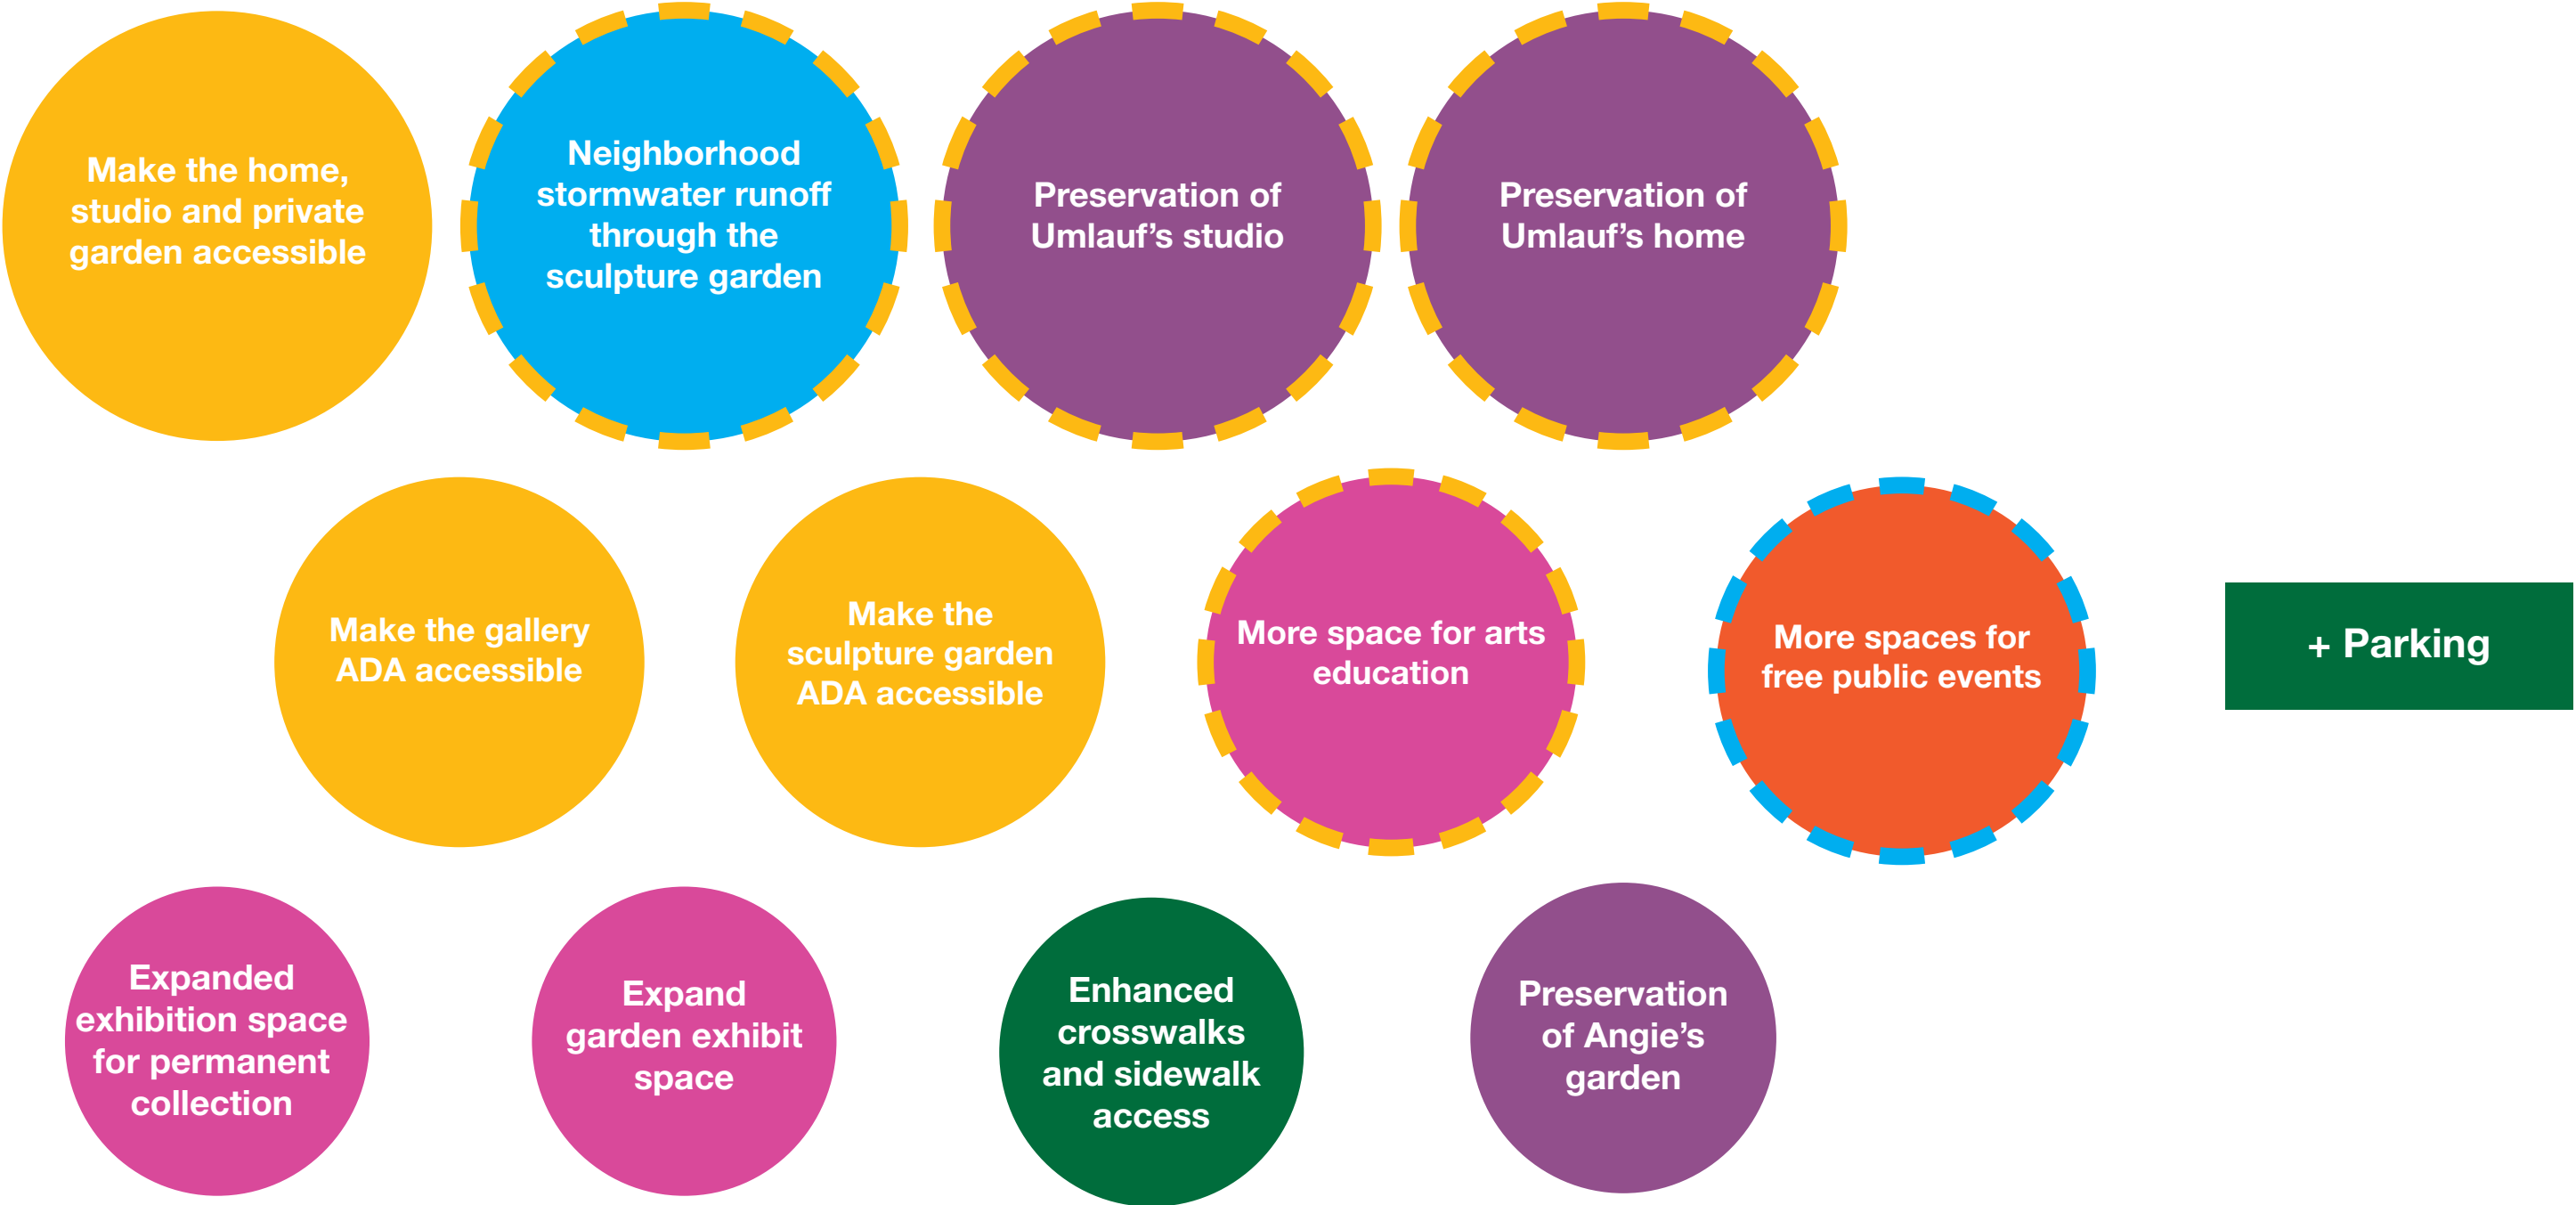 Make the home,
studio and private
garden accessible
Neighborhood
stormwater runoff
through the
sculpture garden
Preservation of
Umlauf’s studio
Preservation of
Umlauf’s home
Make the gallery
ADA accessible
Make the
sculpture garden
ADA accessible
More space for arts
education
More spaces for
free public events
+ Parking
Expanded
exhibition space
for permanent
collection
Expand
garden exhibit
space
Enhanced
crosswalks
and sidewalk
access
Preservation
of Angie’s
garden